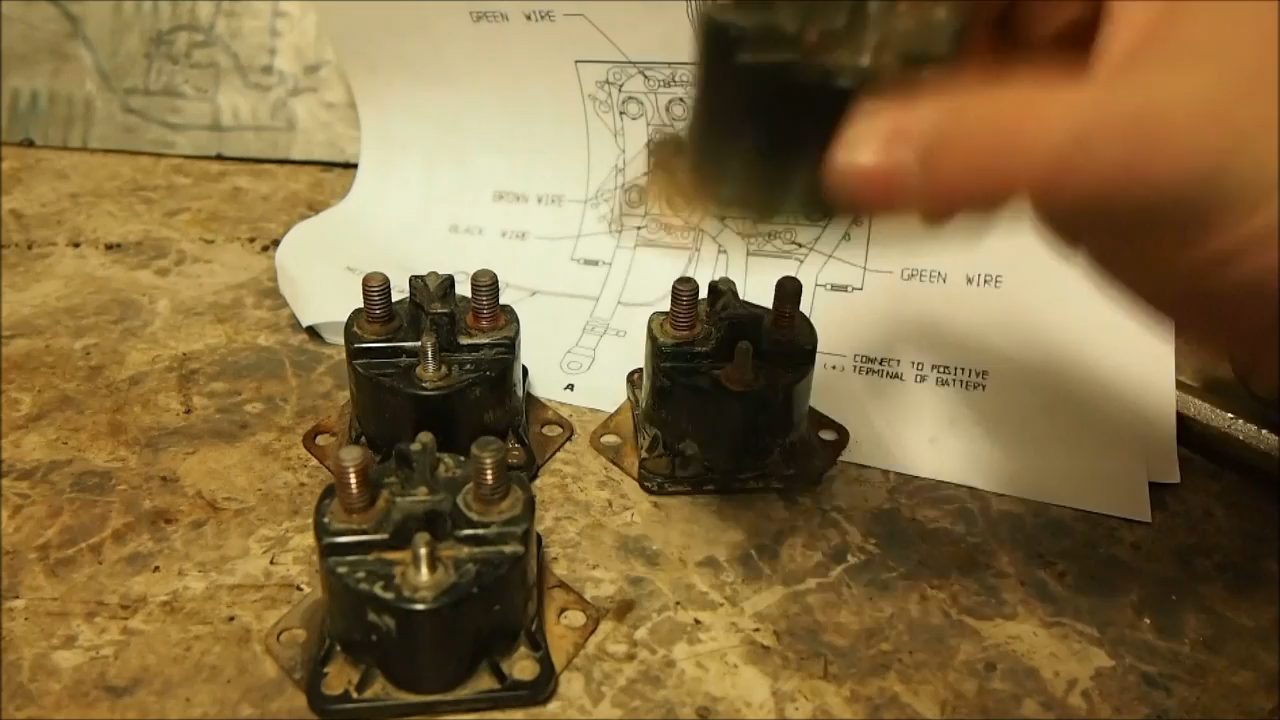 GREEN WIRE
BROWN WIRE
BLACK WIRE
GREEN WIRE
CONNECT TO POSITIVE
(+) TERMINAL OF BATTERY
A